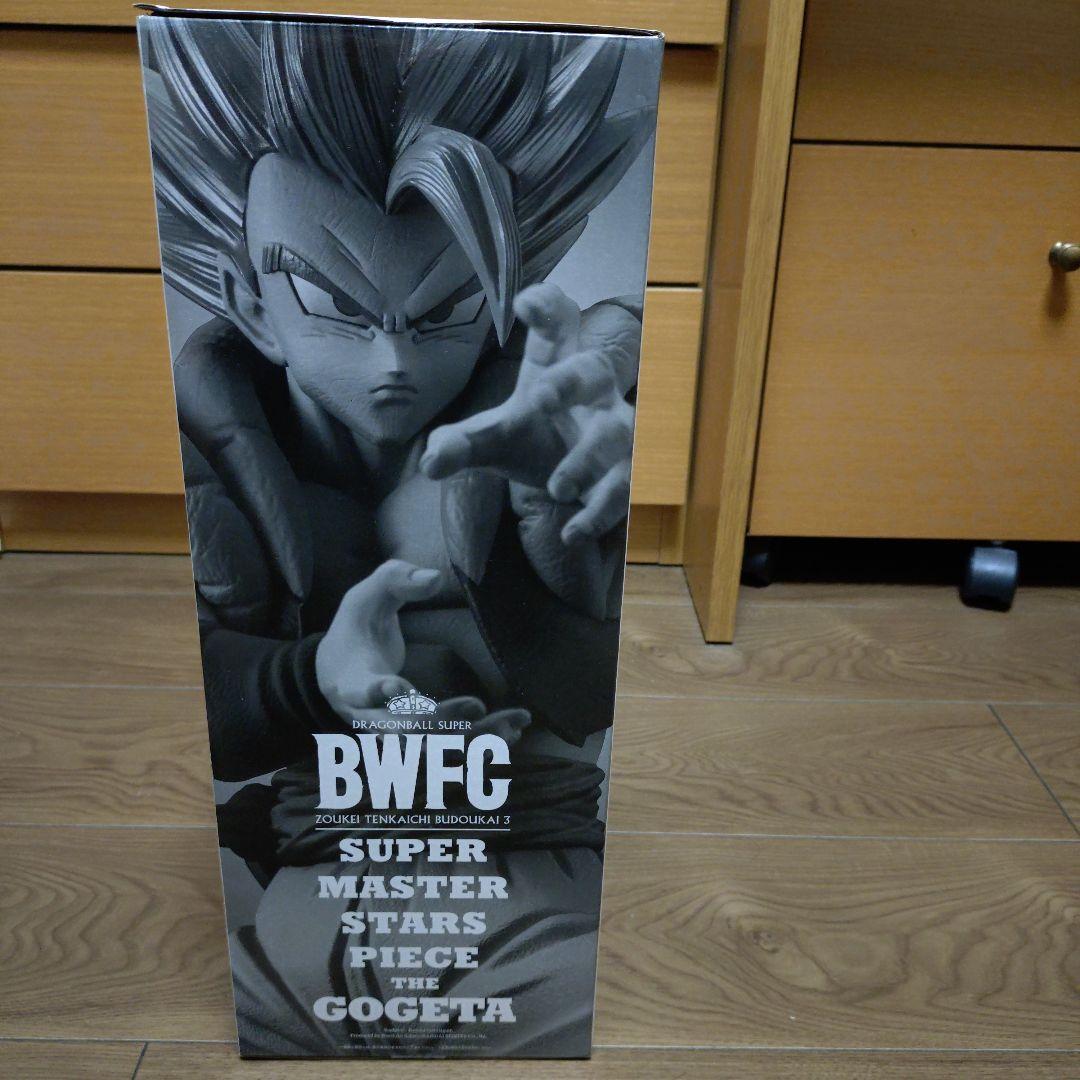 DRAGONBALL SUPER
BWFC
ZOUKEI TENKAICHI BUDOUKAI 3
SUPER
MASTER
STARS
PIECE
THE
GOGETA